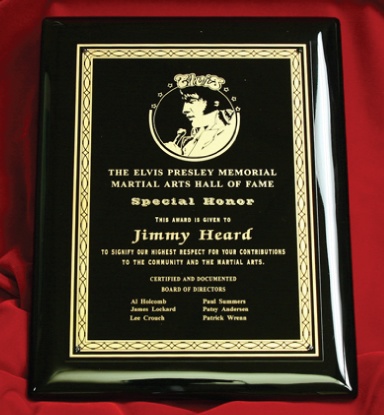 Elvis
THE ELVIS PRESLEY MEMORIAL
MARTIAL ARTS HALL OF FAME
Special Honor
THIS AWARD IS GIVEN TO
Jimmy Heard
TO SIGNIFY OUR HIGHEST RESPECT FOR YOUR CONTRIBUTIONS
TO THE COMMUNITY AND THE MARTIAL ARTS.
CERTIFIED AND DOCUMENTED
BOARD OF DIRECTORS
Al Holcomb Paul Summers
James Lockard Patsy Andersen
Lee Crouch Patrick Wrenn